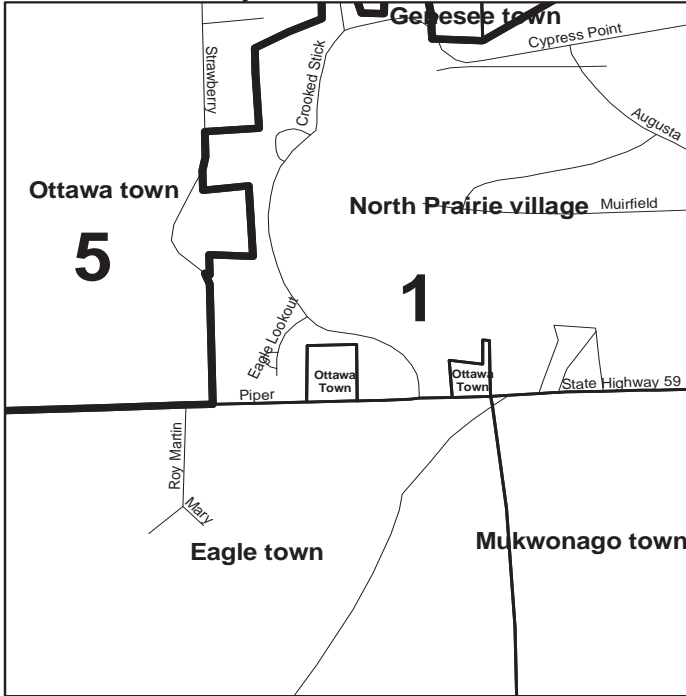 Genesee town
Cypress Point
Strawberry
Crooked Stick
Augusta
Ottawa town
North Prairie village
Muirfield
5
1
Eagle Lookout
Ottawa
Town
Ottawa
Town
State Highway 59
Piper
Roy Martin
Mary
Eagle town
Mukwonago town